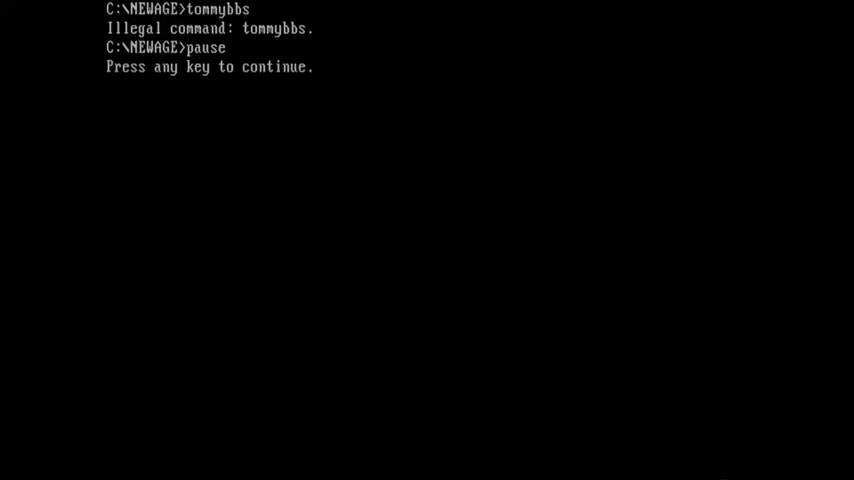 C:\NEWAGE>tommybbs
Illegal command: tommybbs.
C:\NEWAGE>pause
Press any key to continue.